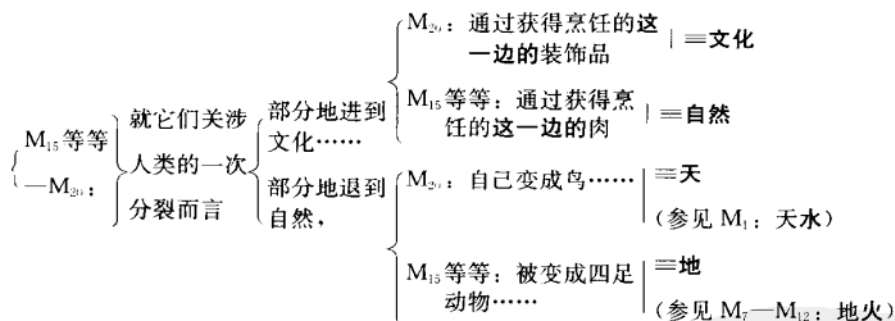 M₂₀：通过获得烹饪的这
一边的装饰品
≡文化
M₁₅等等：通过获得烹
饪的这一边的肉
≡自然
部分地进到
文化……
M₁₅等等
—M₂₀：
就它们关涉
人类的一次
分裂而言
部分地退到
自然，
M₂₀：自己变成鸟……
≡天
（参见 M₁：天水）
M₁₅等等：被变成四足
动物……
≡地
（参见 M₇—M₁₂：地火）